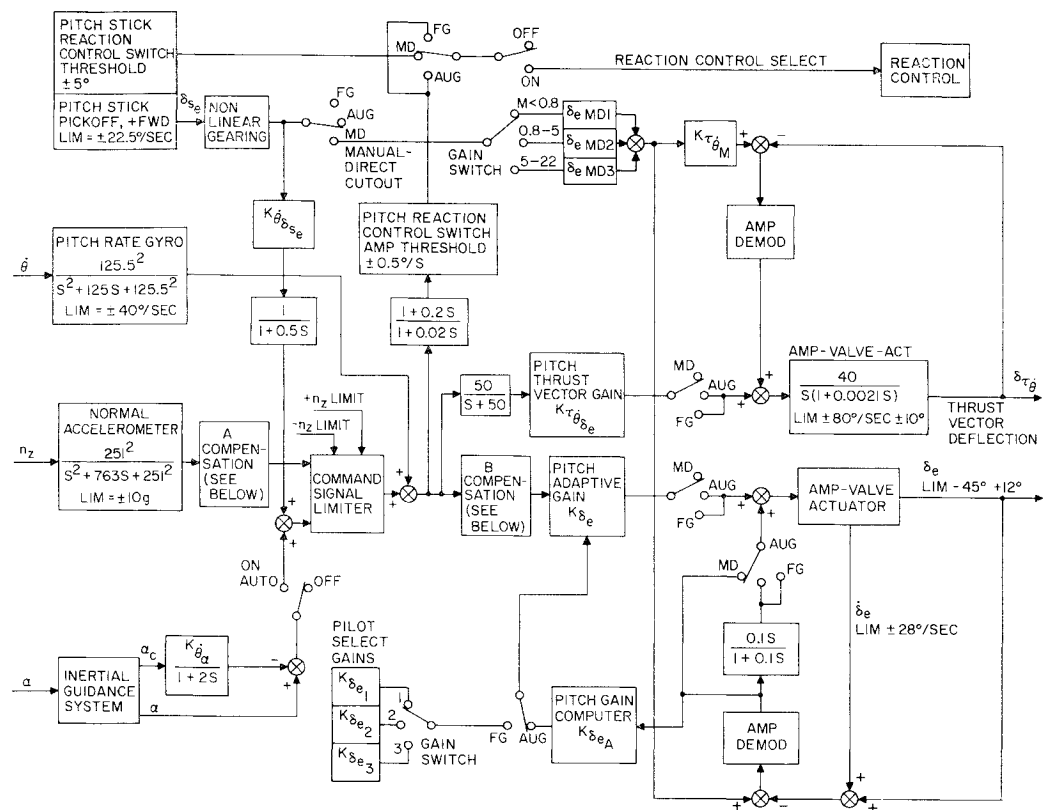 PITCH STICK
REACTION
CONTROL SWITCH
THRESHOLD
±5°
PITCH STICK
PICKOFF, +FWD
LIM = ±22.5°/SEC
δse
NON
LINEAR
GEARING
FG
AUG
MD
MANUAL-
DIRECT
CUTOUT
FG
MD
AUG
OFF
ON
REACTION CONTROL SELECT
REACTION
CONTROL
GAIN
SWITCH
M<0.8
0.8-5
5-22
δe MD1
δe MD2
δe MD3
Kτθ̇M
+
-
AMP
DEMOD
Kθ̇δse
PITCH REACTION
CONTROL SWITCH
AMP THRESHOLD
±0.5°/S
θ̇
PITCH RATE GYRO
125.5²
S²+125S+125.5²
LIM = ±40°/SEC
1
1+0.5S
1+0.2S
1+0.02S
50
S+50
PITCH
THRUST
VECTOR GAIN
Kτθ̇δe
MD
AUG
FG
+
+
AMP-VALVE-ACT
40
S(1+0.0021S)
LIM ±80°/SEC ±10°
δτθ̇
THRUST
VECTOR
DEFLECTION
nz
NORMAL
ACCELEROMETER
251²
S²+763S+251²
LIM = ±10g
A
COMPEN-
SATION
(SEE
BELOW)
+nz LIMIT
-nz LIMIT
COMMAND
SIGNAL
LIMITER
+
+
+
+
B
COMPEN-
SATION
(SEE
BELOW)
PITCH
ADAPTIVE
GAIN
Kδe
MD
AUG
FG
+
+
AMP-VALVE
ACTUATOR
δe
LIM -45° +12°
ON
AUTO
OFF
AUG
MD
FG
0.1S
1+0.1S
δ̇e
LIM ±28°/SEC
α
INERTIAL
GUIDANCE
SYSTEM
αc
α
Kθ̇α
1+2S
-
+
PILOT
SELECT
GAINS
Kδe1
Kδe2
Kδe3
1
2
3
GAIN
SWITCH
FG
AUG
PITCH GAIN
COMPUTER
KδeA
AMP
DEMOD
+
-
+
+